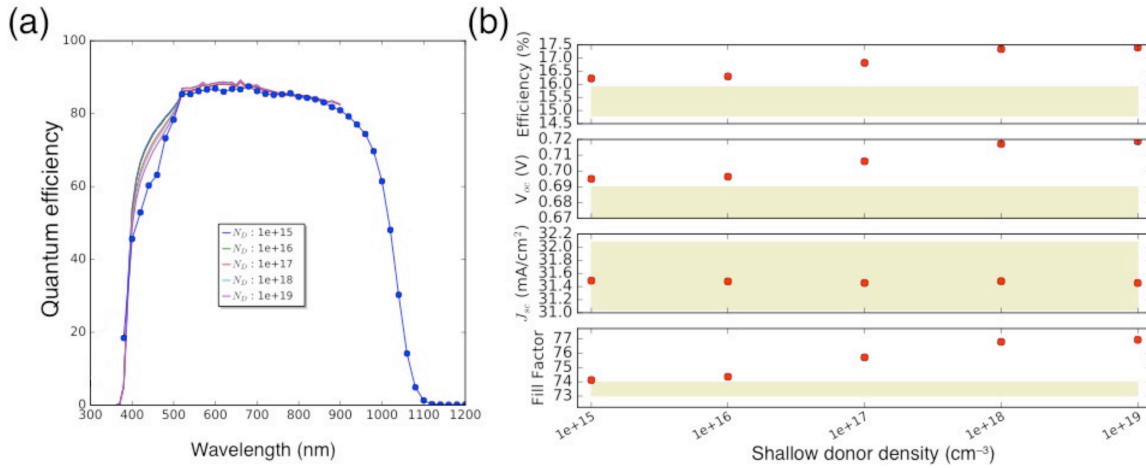 (a)
(b)
100
80
60
40
20
0
Quantum efficiency
300 400 500 600 700 800 900 1000 1100 1200
Wavelength (nm)
N_D : 1e+15
N_D : 1e+16
N_D : 1e+17
N_D : 1e+18
N_D : 1e+19
Efficiency (%)
17.5
17.0
16.5
16.0
15.5
15.0
14.5
V_oc (V)
0.72
0.71
0.70
0.69
0.68
0.67
J_sc (mA/cm²)
32.2
32.0
31.8
31.6
31.4
31.2
31.0
Fill Factor
77
76
75
74
73
1e+15 1e+16 1e+17 1e+18 1e+19
Shallow donor density (cm⁻³)